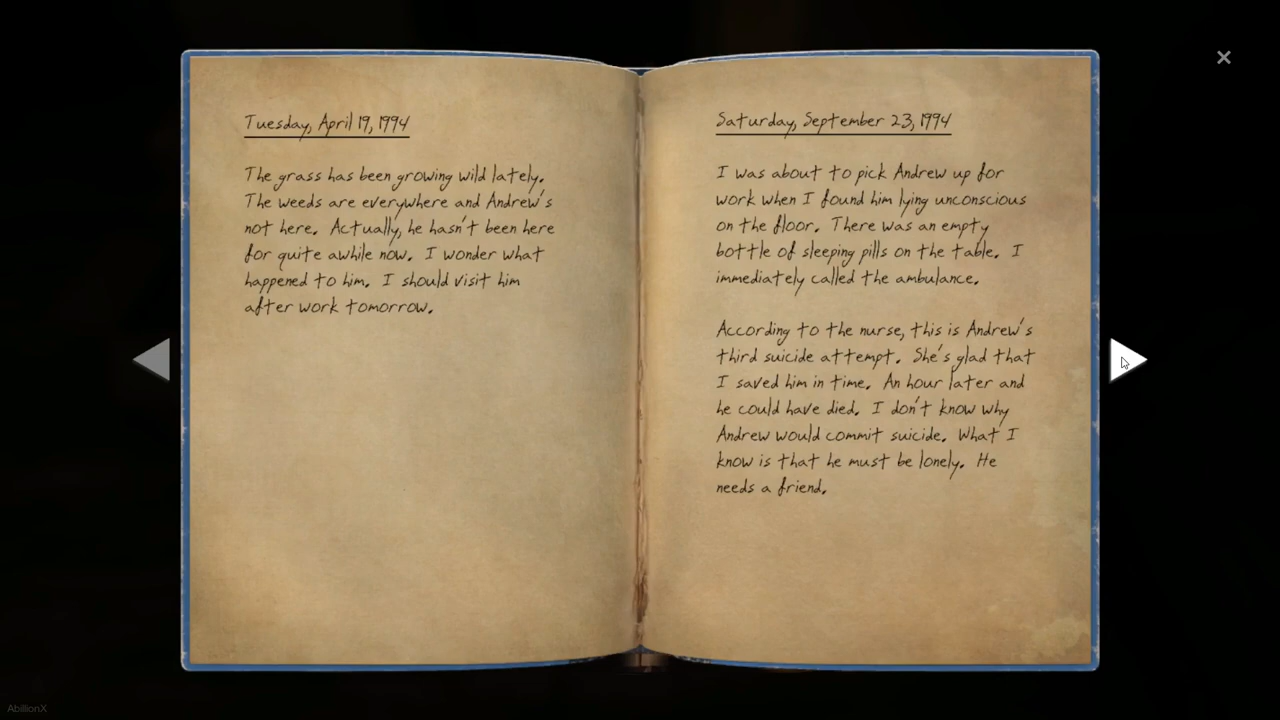 Tuesday, April 19, 1994
The grass has been growing wild lately.
The weeds are everywhere and Andrew's
not here. Actually, he hasn't been here
for quite awhile now. I wonder what
happened to him. I should visit him
after work tomorrow.
Saturday, September 23, 1994
I was about to pick Andrew up for
work when I found him lying unconscious
on the floor. There was an empty
bottle of sleeping pills on the table. I
immediately called the ambulance.
According to the nurse, this is Andrew's
third suicide attempt. She's glad that
I saved him in time. An hour later and
he could have died. I don't know why
Andrew would commit suicide. What I
know is that he must be lonely. He
needs a friend.
AbillionX